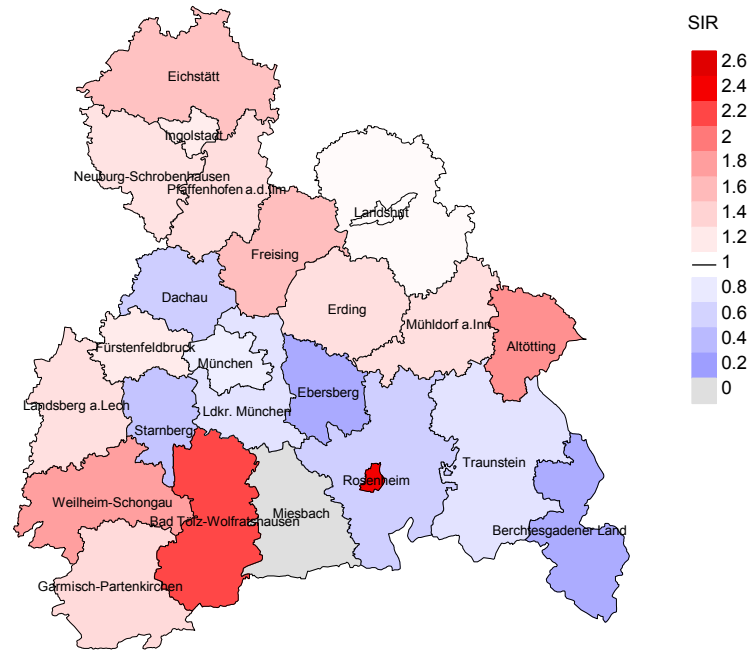 SIR
2.6
2.4
2.2
2
1.8
1.6
1.4
1.2
1
0.8
0.6
0.4
0.2
0
Eichstätt
Ingolstadt
Neuburg-Schrobenhausen
Pfaffenhofen a.d.Ilm
Landshut
Freising
Dachau
Erding
Mühldorf a.Inn
Altötting
Fürstenfeldbruck
München
Ebersberg
Landsberg a.Lech
Ldkr. München
Starnberg
Traunstein
Rosenheim
Weilheim-Schongau
Miesbach
Bad Tölz-Wolfratshausen
Berchtesgadener Land
Garmisch-Partenkirchen